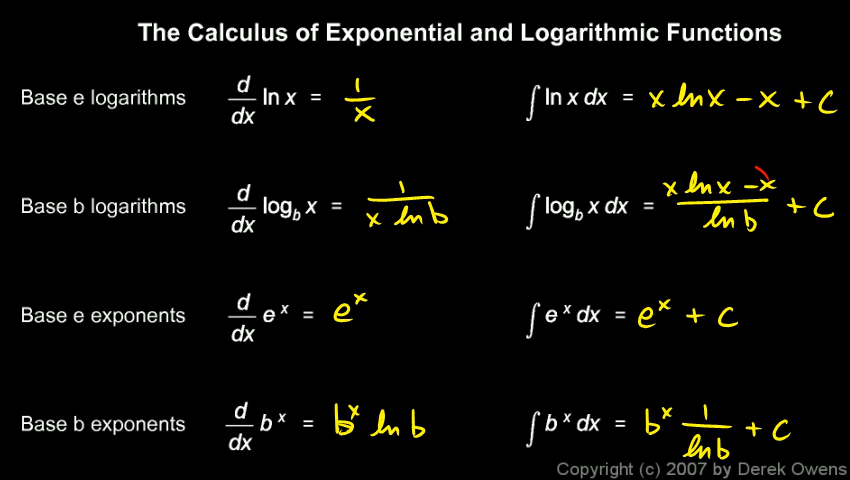 The Calculus of Exponential and Logarithmic Functions
Base e logarithms d/dx ln x = 1/x ∫ ln x dx = x ln x - x + c
Base b logarithms d/dx log_b x = 1/(x ln b) ∫ log_b x dx = (x ln x - x)/(ln b) + c
Base e exponents d/dx e^x = e^x ∫ e^x dx = e^x + c
Base b exponents d/dx b^x = b^x ln b ∫ b^x dx = b^x 1/(ln b) + c
Copyright (c) 2007 by Derek Owens